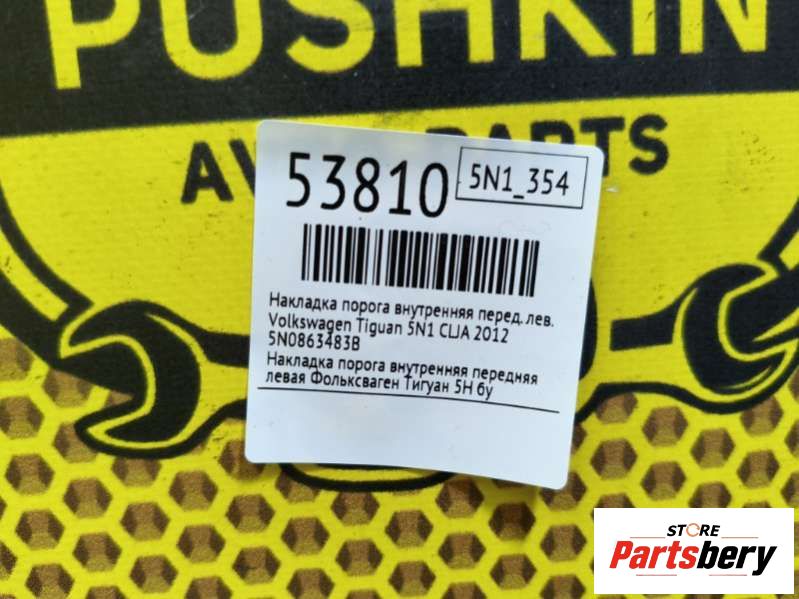 PUSHKIN
PARTS
53810
5N1_354
Накладка порога внутренняя перед. лев.
Volkswagen Tiguan 5N1 CLJA 2012
5N0863483B
Накладка порога внутренняя передняя
левая Фольксваген Тигуан 5Н бу
STORE
Partsbery